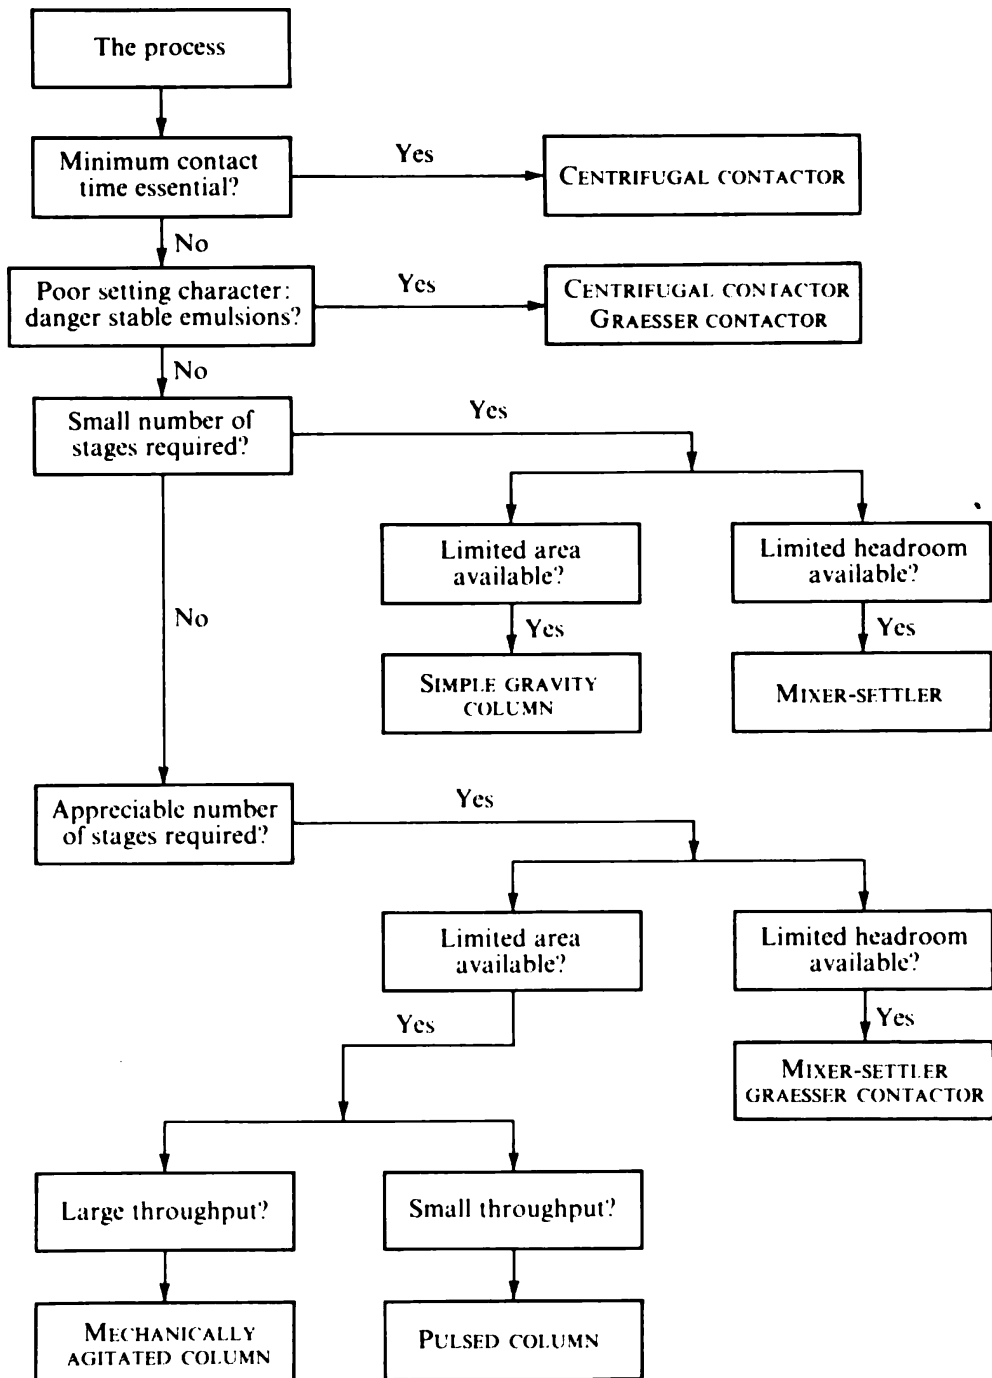 The process
Minimum contact
time essential?
Yes
CENTRIFUGAL CONTACTOR
No
Poor setting character:
danger stable emulsions?
Yes
CENTRIFUGAL CONTACTOR
GRAESSER CONTACTOR
No
Small number of
stages required?
Yes
Limited area
available?
Limited headroom
available?
No
Yes
Yes
SIMPLE GRAVITY
COLUMN
MIXER-SETTLER
Appreciable number
of stages required?
Yes
Limited area
available?
Limited headroom
available?
Yes
Yes
MIXER-SETTLER
GRAESSER CONTACTOR
Large throughput?
Small throughput?
MECHANICALLY
AGITATED COLUMN
PULSED COLUMN